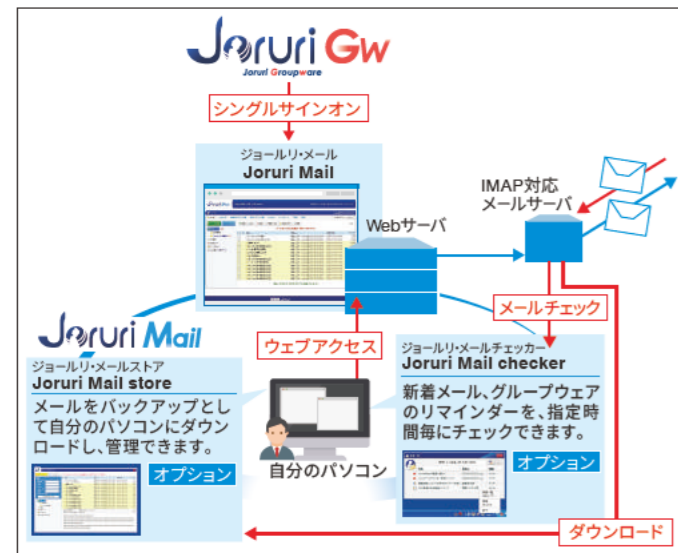 Joruri Gw
Joruri Groupware
シングルサインオン
ジョールリ・メール
Joruri Mail
IMAP対応
メールサーバ
Webサーバ
メールチェック
Joruri Mail
ウェブアクセス
ジョールリ・メールストア
Joruri Mail store
メールをバックアップとし
て自分のパソコンにダウン
ロードし、管理できます。
オプション
自分のパソコン
ジョールリ・メールチェッカー
Joruri Mail checker
新着メール、グループウェア
のリマインダーを、指定時
間毎にチェックできます。
オプション
ダウンロード